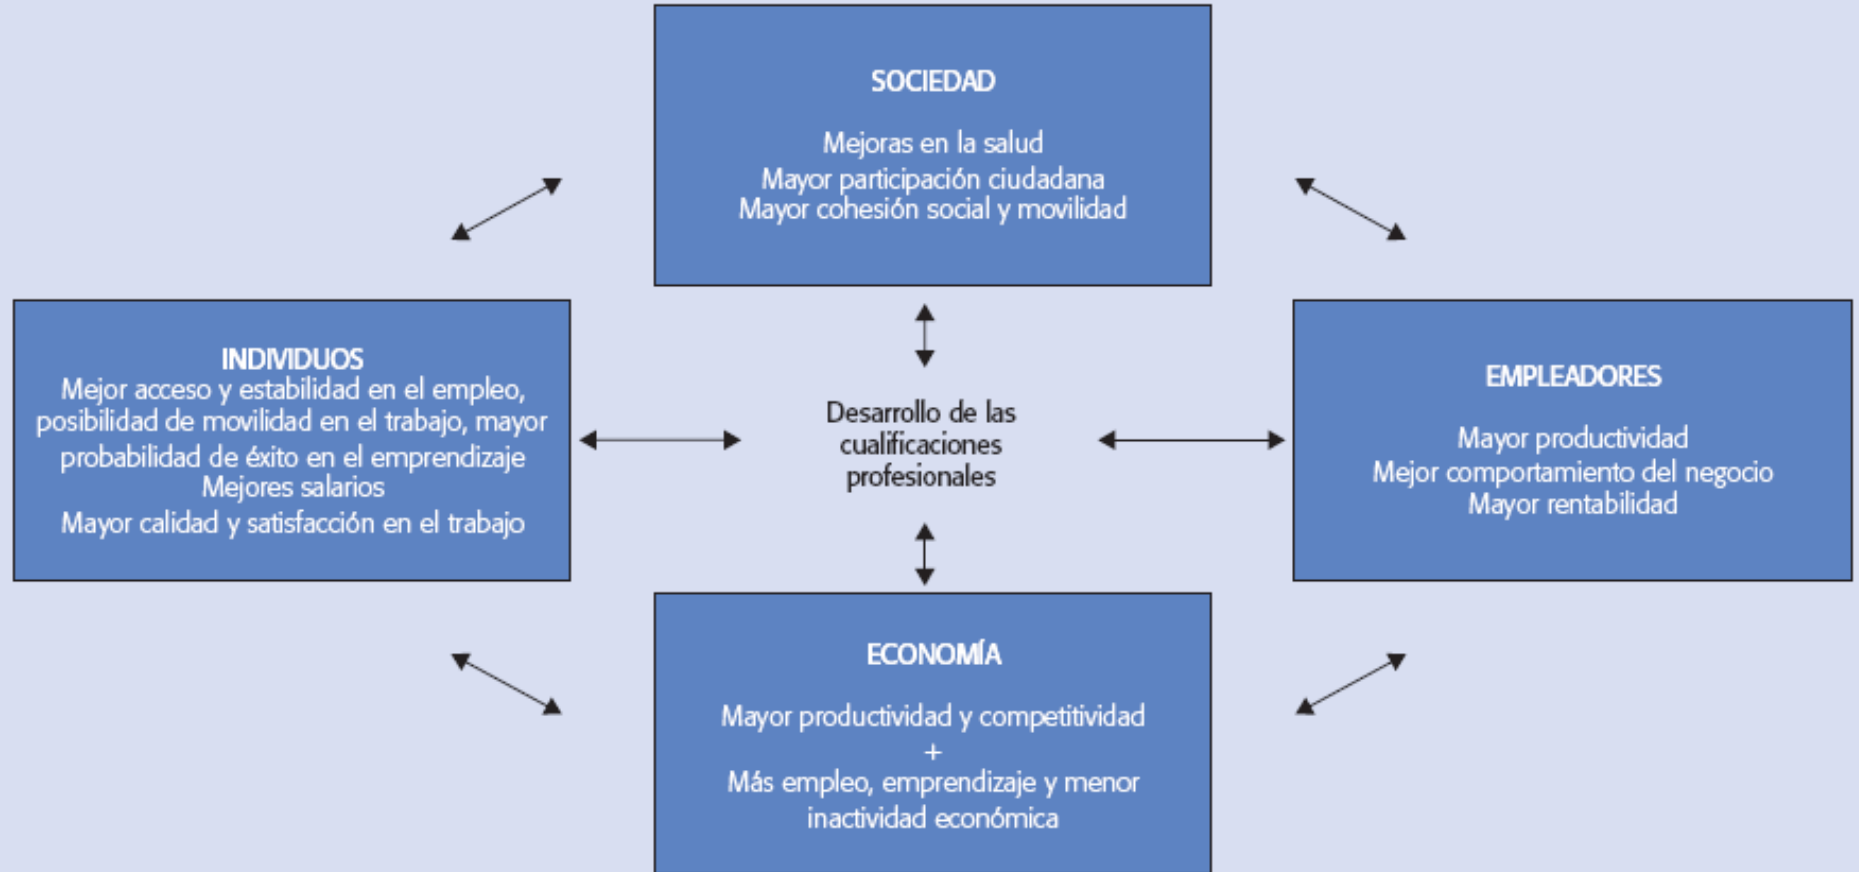 SOCIEDAD
Mejoras en la salud
Mayor participación ciudadana
Mayor cohesión social y movilidad
INDIVIDUOS
Mejor acceso y estabilidad en el empleo,
posibilidad de movilidad en el trabajo, mayor
probabilidad de éxito en el emprendizaje
Mejores salarios
Mayor calidad y satisfacción en el trabajo
Desarrollo de las
cualificaciones
profesionales
EMPLEADORES
Mayor productividad
Mejor comportamiento del negocio
Mayor rentabilidad
ECONOMÍA
Mayor productividad y competitividad
+
Más empleo, emprendizaje y menor
inactividad económica